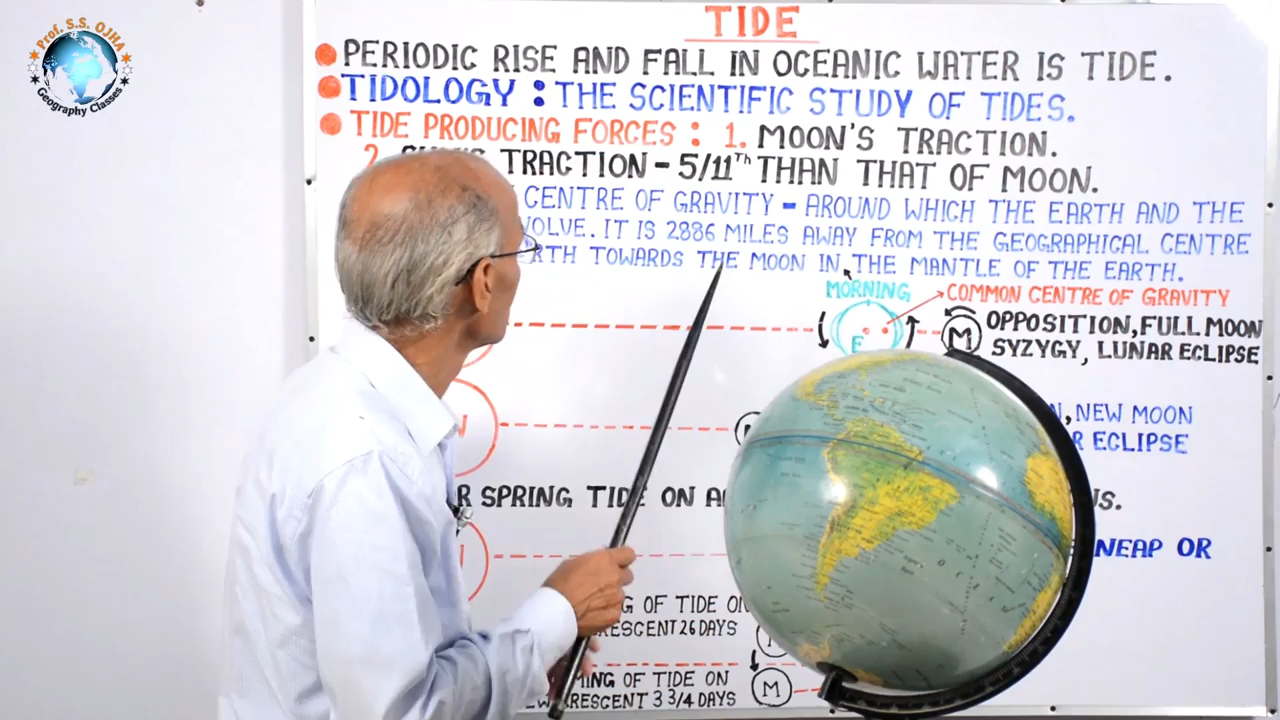 Prof. S.S. OJHA
Geography Classes
TIDE
PERIODIC RISE AND FALL IN OCEANIC WATER IS TIDE.
TIDOLOGY : THE SCIENTIFIC STUDY OF TIDES.
TIDE PRODUCING FORCES : 1. MOON'S TRACTION.
2. TRACTION - 5/11Th THAN THAT OF MOON.
CENTRE OF GRAVITY - AROUND WHICH THE EARTH AND THE
VOLVE. IT IS 2886 MILES AWAY FROM THE GEOGRAPHICAL CENTRE
RTH TOWARDS THE MOON IN THE MANTLE OF THE EARTH.
MORNING
COMMON CENTRE OF GRAVITY
E
M
OPPOSITION, FULL MOON
SYZYGY, LUNAR ECLIPSE
N, NEW MOON
R ECLIPSE
R SPRING TIDE ON
US.
NEAP OR
G OF TIDE ON
RESCENT 26 DAYS
MING OF TIDE ON
RESCENT 3 3/4 DAYS
M